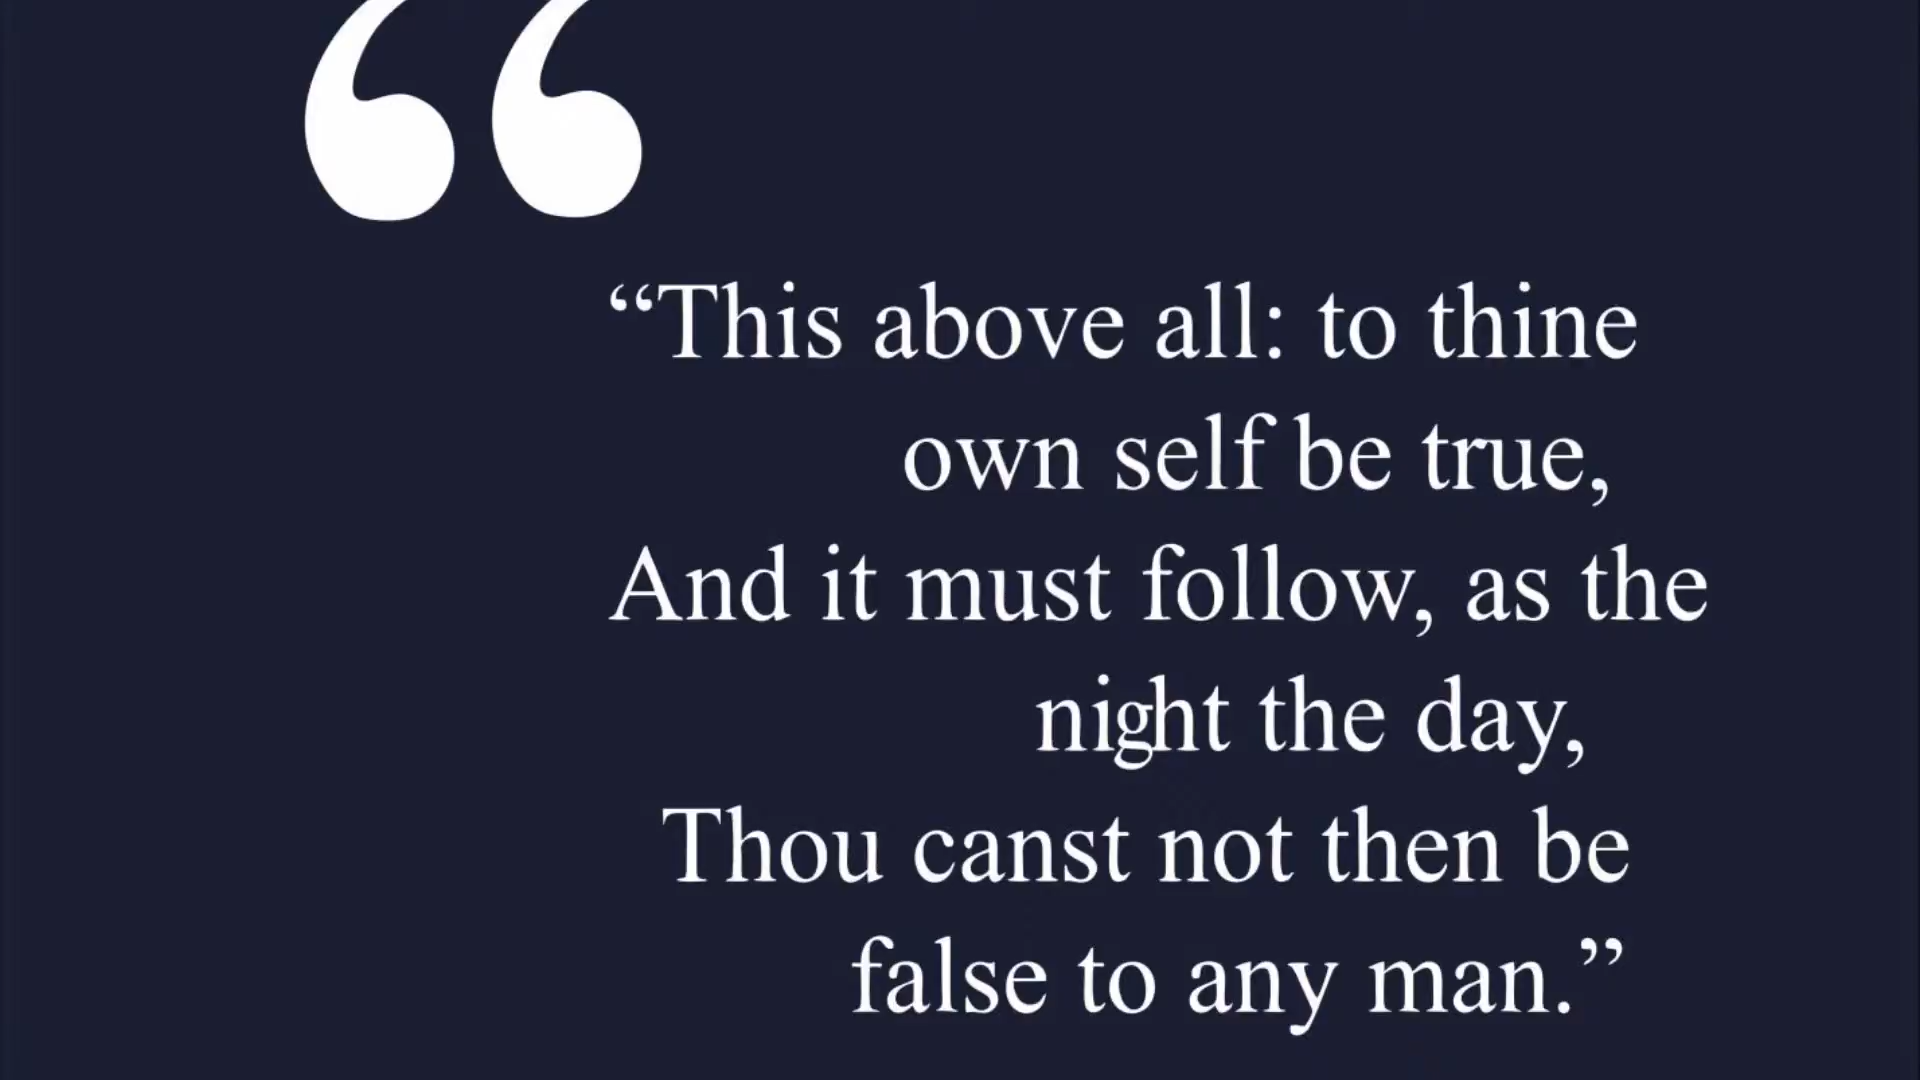 “This above all: to thine
own self be true,
And it must follow, as the
night the day,
Thou canst not then be
false to any man.”